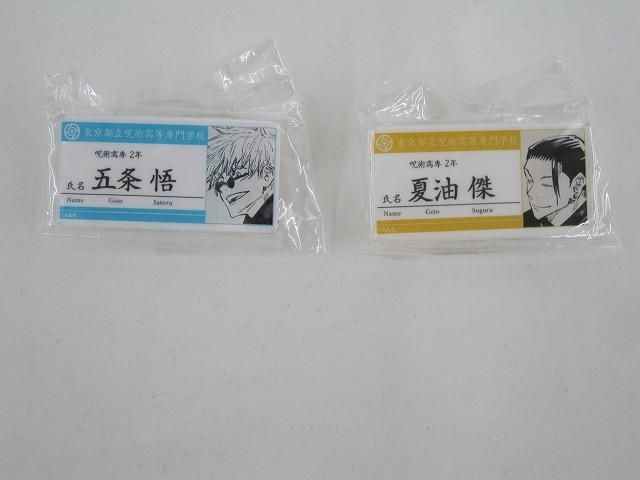 東京都立呪術高等専門学校
呪術高専 2年
氏名 五条 悟
Name Gojo Satoru
©GA/S
東京都立呪術高等専門学校
呪術高専 2年
氏名 夏油 傑
Name Geto Suguru
©GA/S